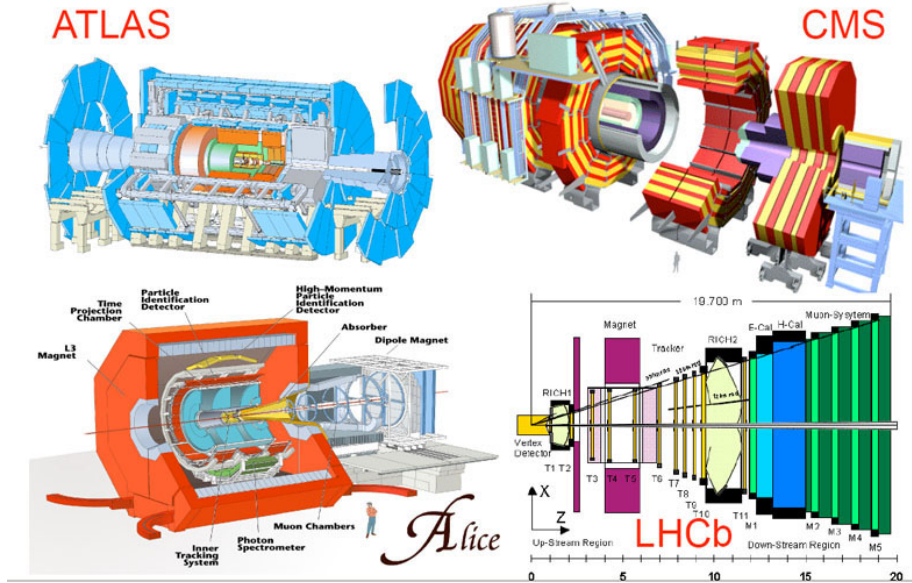 ATLAS
CMS
Particle
Identification
Detector
High-Momentum
Particle
Identification
Detector
Time
Projection
Chamber
Absorber
L3
Magnet
Dipole Magnet
Muon Chambers
Photon
Spectrometer
Inner
Tracking
System
Alice
19.700 m
Magnet
Muon-Sysytem
E-Cal
H-Cal
Tracker
RICH2
RICH1
Vertex
Detector
T1 T2
T3
T4
T5
T6
T7
T8
T9
T10
T11
M1
M2
M3
M4
M5
X
Z
Up-Stream Region
LHCb
Down-Stream Region
0
5
10
15
20